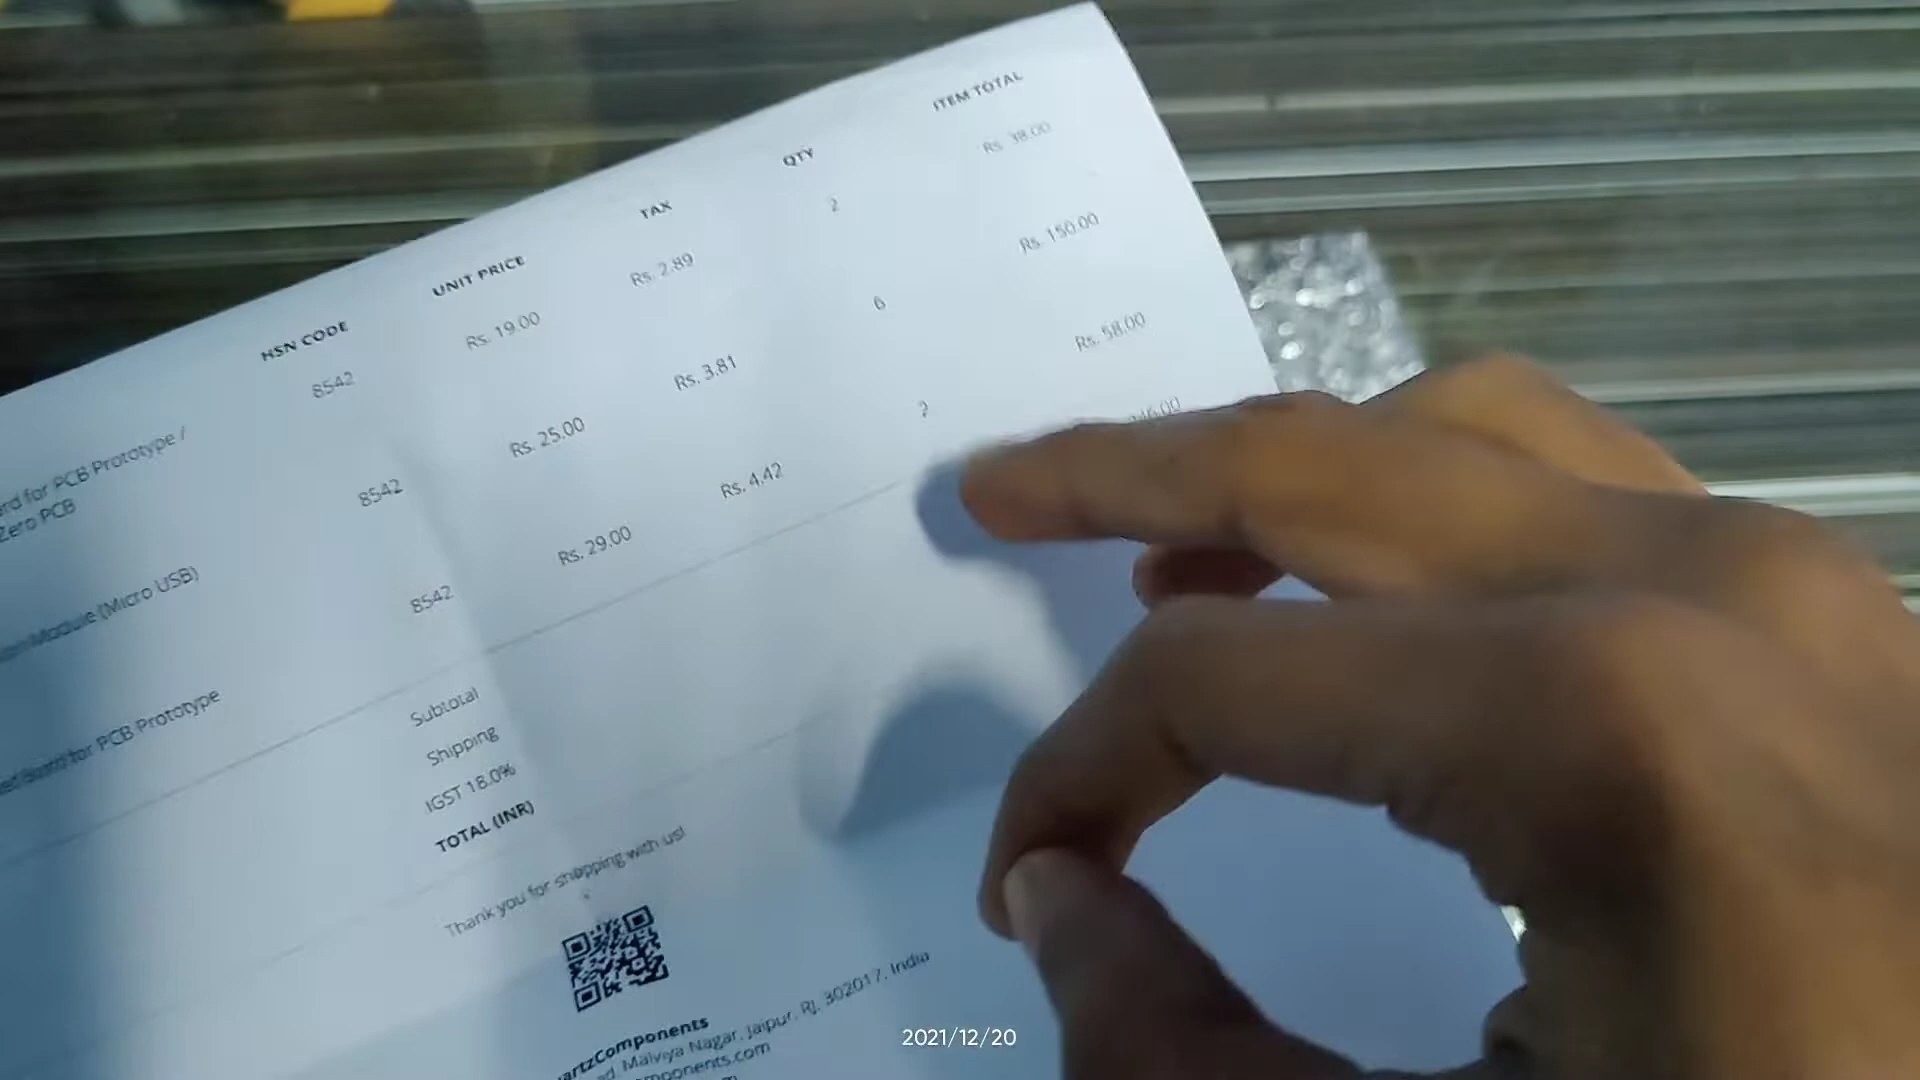 HSN CODE UNIT PRICE TAX QTY ITEM TOTAL
for PCB Prototype / 8542 Rs. 19.00 Rs. 2.89 2 Rs. 38.00
Zero PCB
Module (Micro USB) 8542 Rs. 25.00 Rs. 3.81 6 Rs. 150.00
for PCB Prototype 8542 Rs. 29.00 Rs. 4.42 2 Rs. 58.00
Subtotal
Shipping
IGST 18.0%
TOTAL (INR)
Thank you for shopping with us!
artzComponents
Malviya Nagar, Jaipur, RJ, 302017, India
mponents.com
2021/12/20